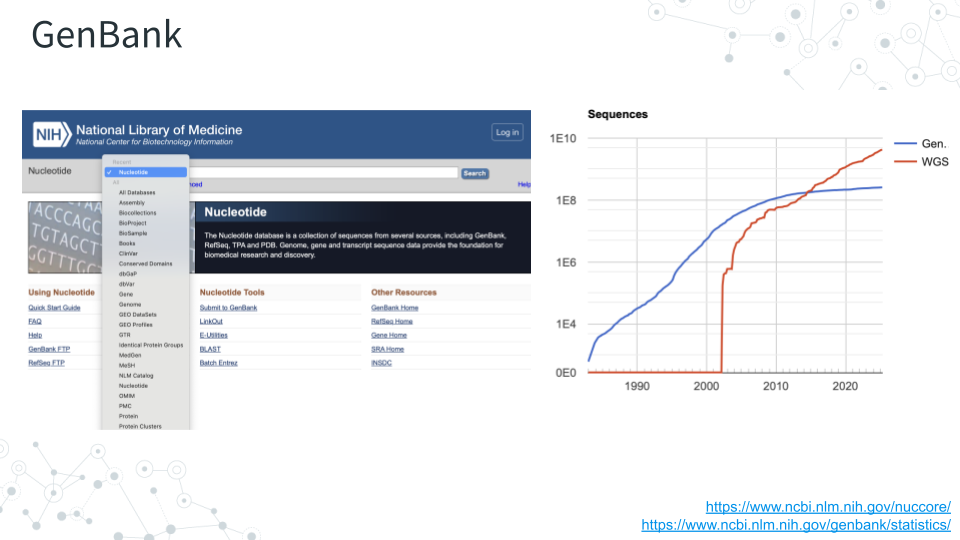 GenBank
NIH
National Library of Medicine
National Center for Biotechnology Information
Log in
Nucleotide
Search
Help
Recent
✓ Nucleotide
All
All Databases
Assembly
Biocollections
BioProject
BioSample
Books
ClinVar
Conserved Domains
dbGaP
dbVar
Gene
Genome
GEO DataSets
GEO Profiles
GTR
Identical Protein Groups
MedGen
MeSH
NLM Catalog
Nucleotide
OMIM
PMC
Protein
Protein Clusters
ACCCAGC
TGTAGCT
GGTTTGC
Nucleotide
The Nucleotide database is a collection of sequences from several sources, including GenBank,
RefSeq, TPA and PDB. Genome, gene and transcript sequence data provide the foundation for
biomedical research and discovery.
Using Nucleotide
Quick Start Guide
FAQ
Help
GenBank FTP
RefSeq FTP
Nucleotide Tools
Submit to GenBank
LinkOut
E-Utilities
BLAST
Batch Entrez
Other Resources
GenBank Home
RefSeq Home
Gene Home
SRA Home
INSDC
Sequences
1E10
1E8
1E6
1E4
0E0
1990 2000 2010 2020
Gen.
WGS
https://www.ncbi.nlm.nih.gov/nuccore/
https://www.ncbi.nlm.nih.gov/genbank/statistics/